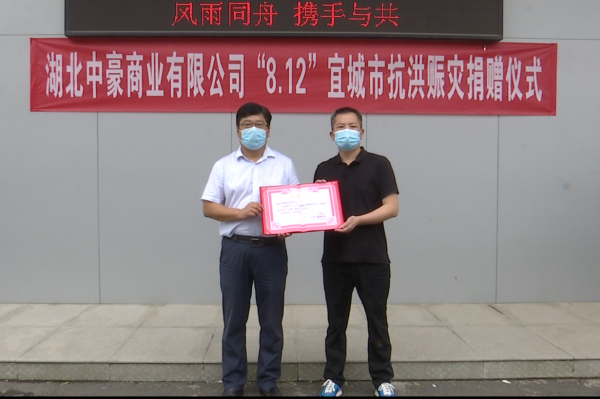 风雨同舟 携手与共
湖北中豪商业有限公司“8.12”宜城市抗洪赈灾捐赠仪式